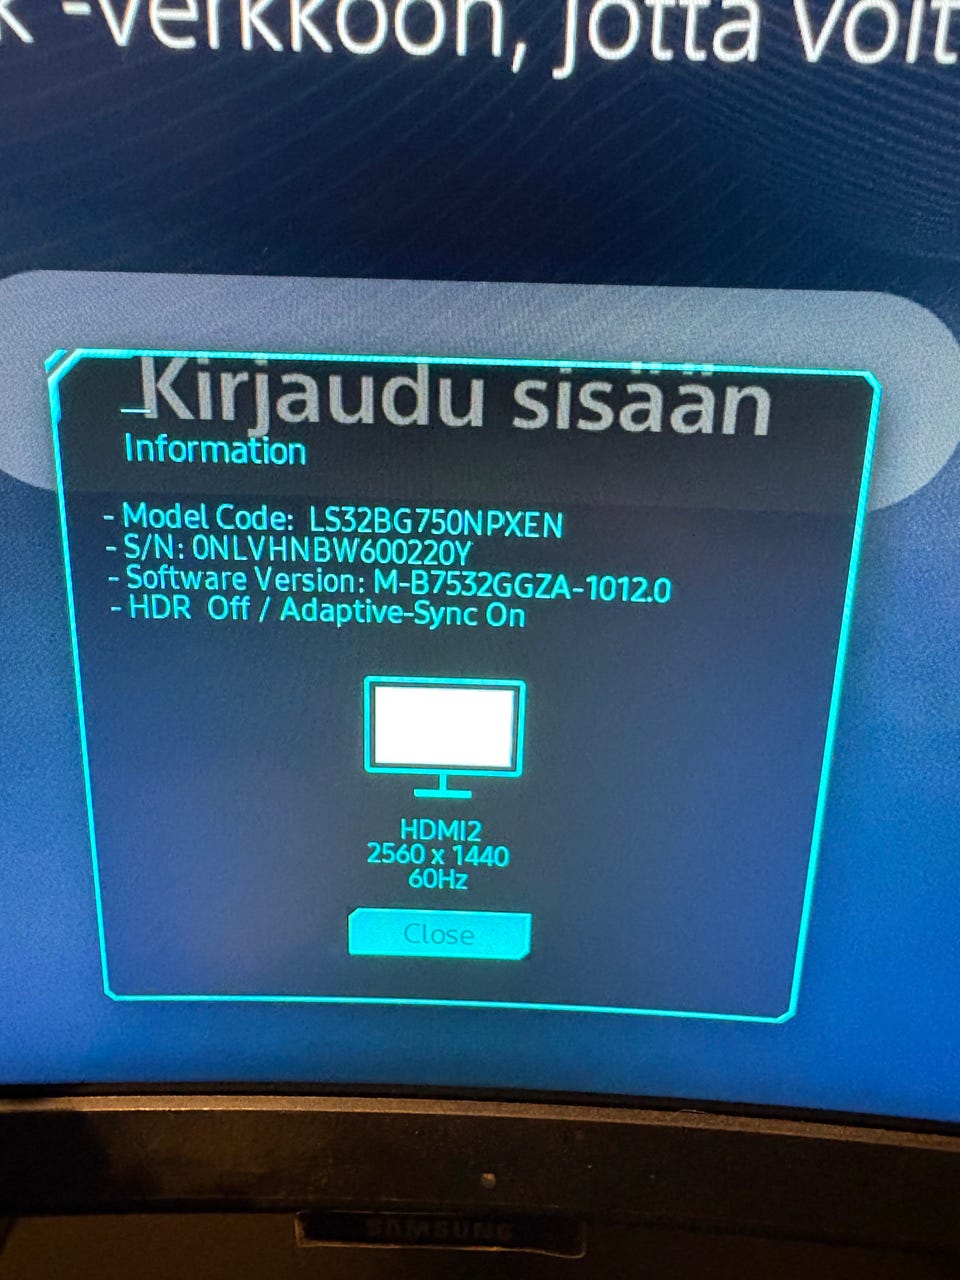 -verkkoon, jotta voit
Kirjaudu sisään
Information
- Model Code: LS32BG750NPXEN
- S/N: 0NLVHNBW600220Y
- Software Version: M-B7532GGZA-1012.0
- HDR Off / Adaptive-Sync On
HDMI2
2560 x 1440
60Hz
Close
SAMSUNG